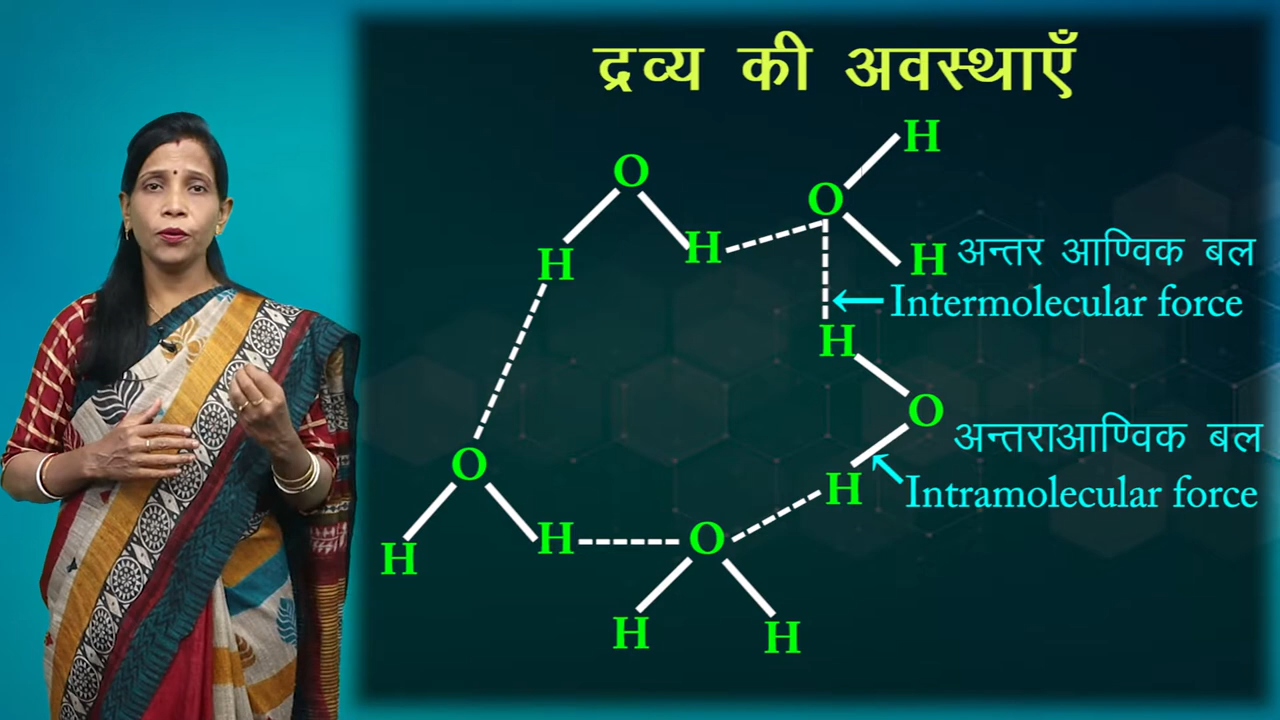 द्रव्य की अवस्थाएँ
H
O
O
H
H
H
अन्तर आण्विक बल
Intermolecular force
H
O
अन्तराआण्विक बल
O
H
Intramolecular force
H
H
O
H
H